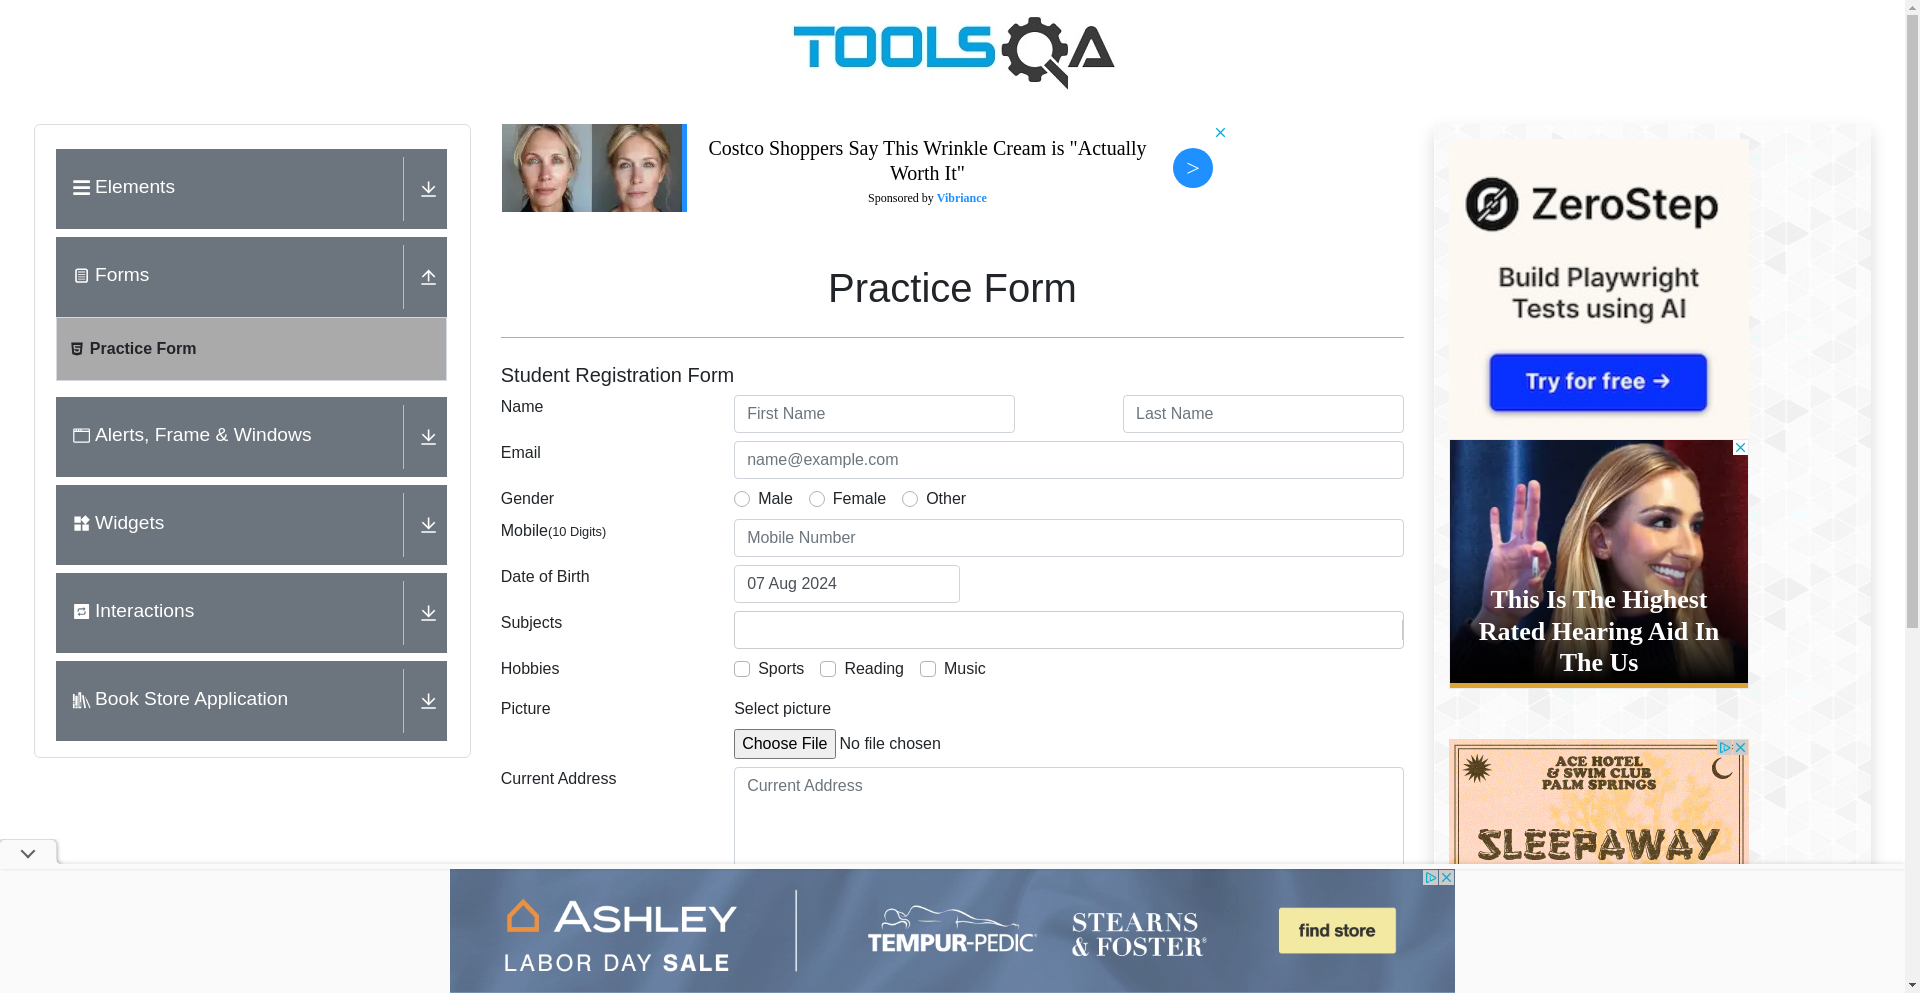 TOOLSQA
Elements
Forms
Practice Form
Alerts, Frame & Windows
Widgets
Interactions
Book Store Application
Costco Shoppers Say This Wrinkle Cream is "Actually
Worth It"
Sponsored by Vibriance
>
Practice Form
Student Registration Form
Name
First Name
Last Name
Email
name@example.com
Gender
Male
Female
Other
Mobile(10 Digits)
Mobile Number
Date of Birth
07 Aug 2024
Subjects
Hobbies
Sports
Reading
Music
Picture
Select picture
Choose File No file chosen
Current Address
Current Address
ZeroStep
Build Playwright
Tests using AI
Try for free →
This Is The Highest
Rated Hearing Aid In
The Us
ACE HOTEL
& SWIM CLUB
PALM SPRINGS
SLEEPAWAY
ASHLEY
LABOR DAY SALE
TEMPUR-PEDIC
STEARNS
& FOSTER®
find store